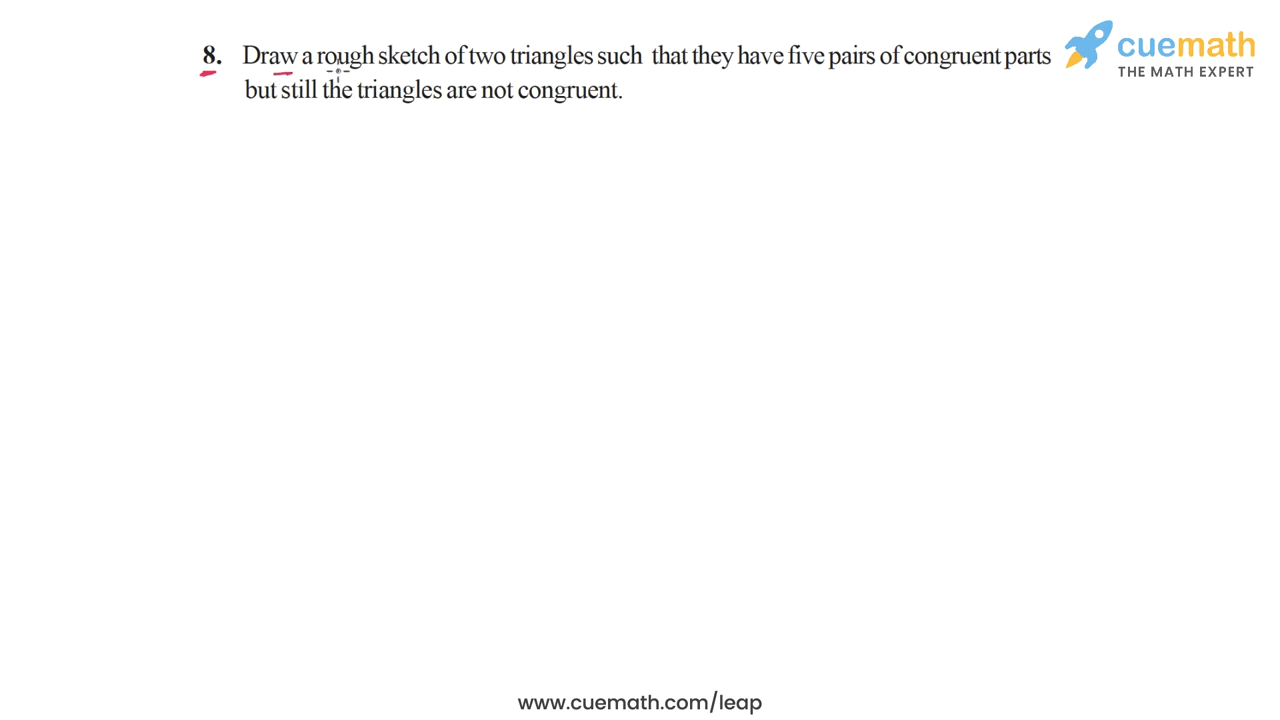 8. Draw a rough sketch of two triangles such that they have five pairs of congruent parts
but still the triangles are not congruent.
cuemath
THE MATH EXPERT
www.cuemath.com/leap